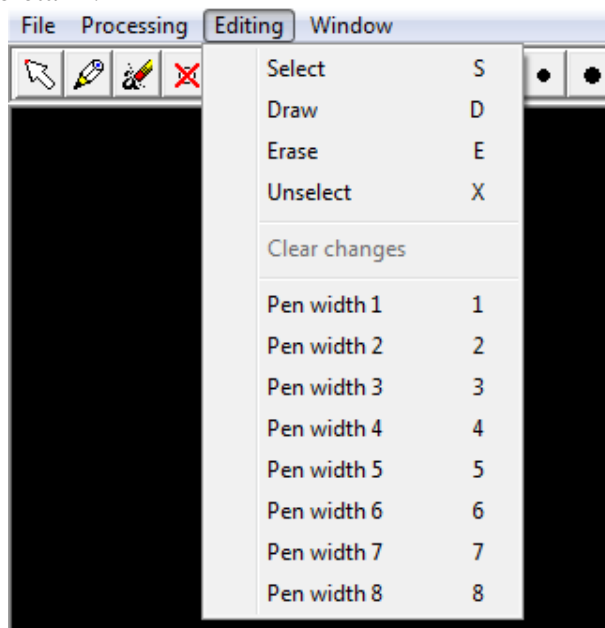 File Processing Editing Window
Select S
Draw D
Erase E
Unselect X
Clear changes
Pen width 1 1
Pen width 2 2
Pen width 3 3
Pen width 4 4
Pen width 5 5
Pen width 6 6
Pen width 7 7
Pen width 8 8